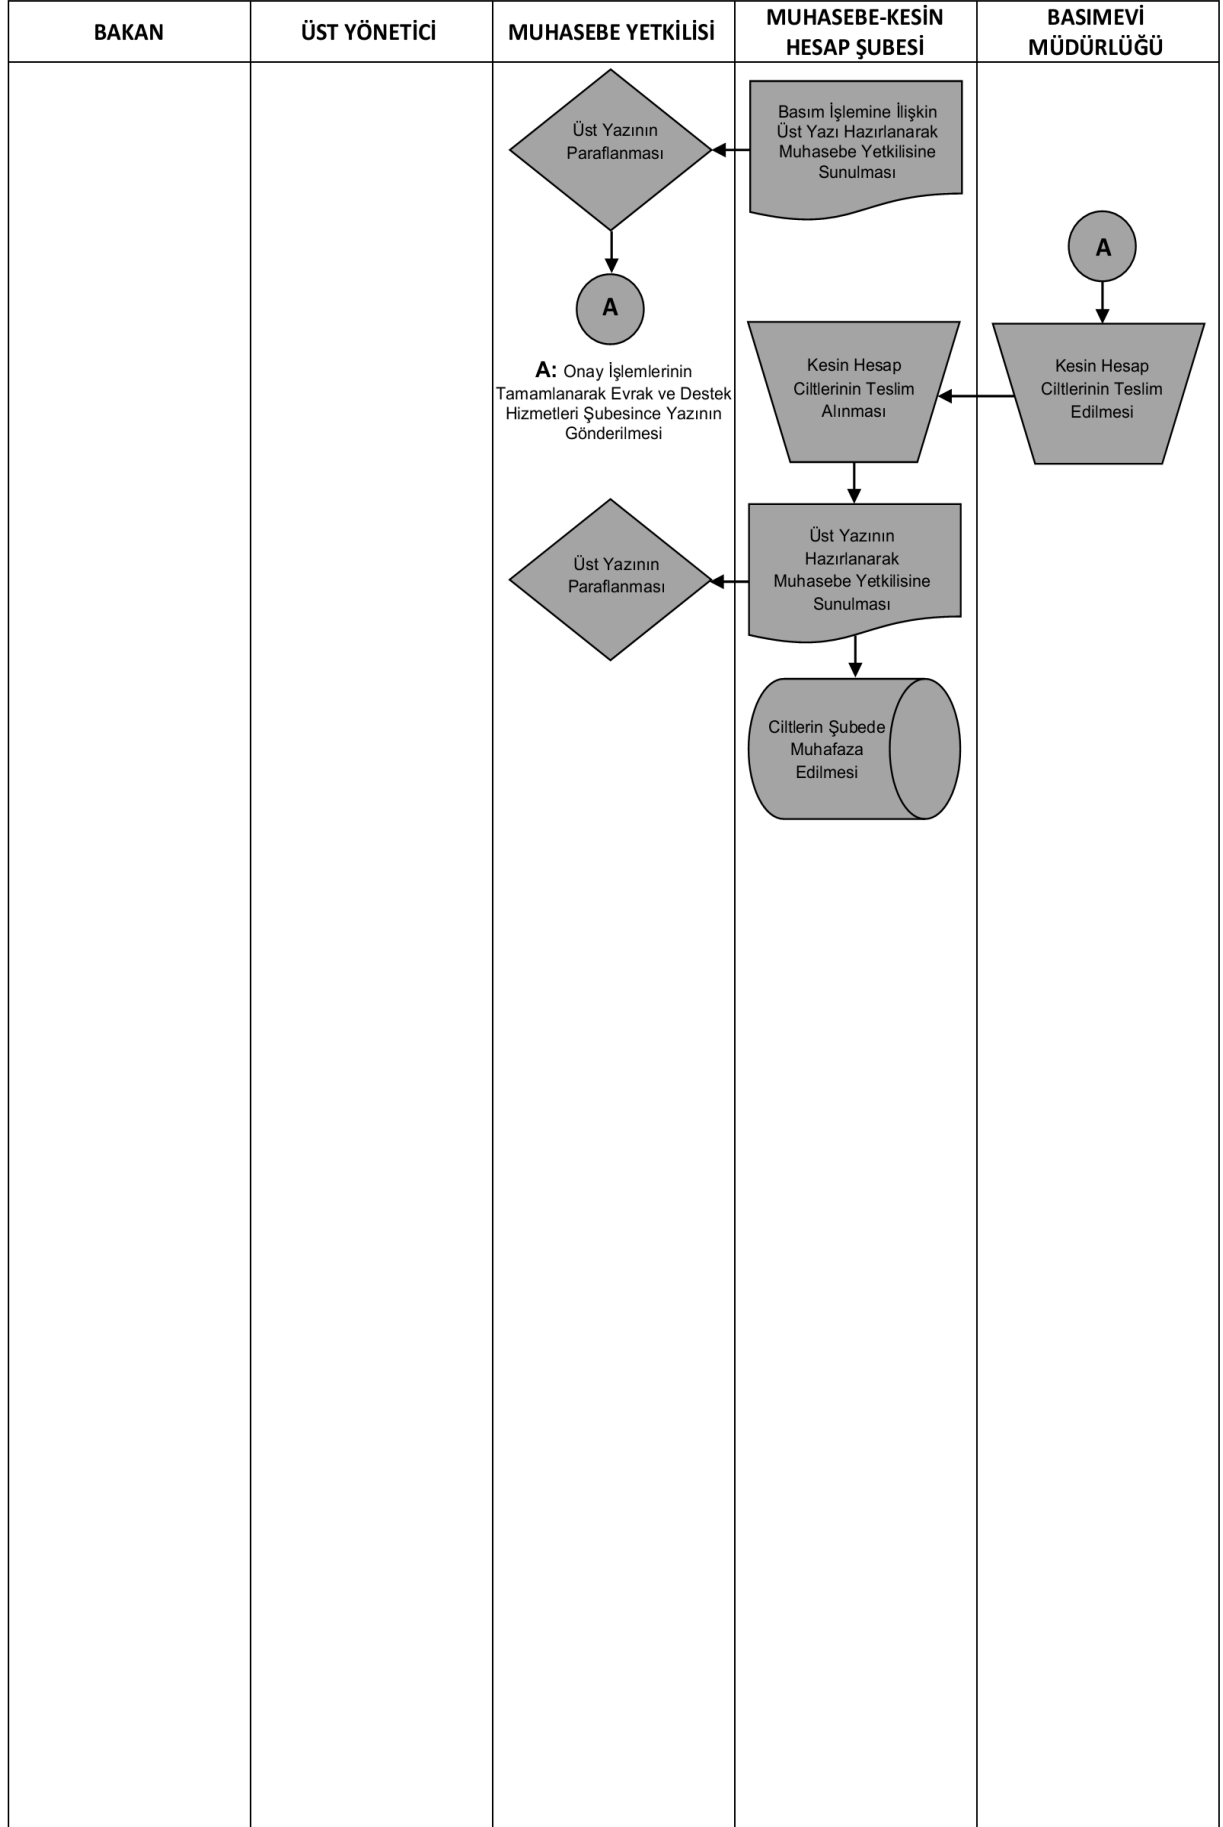 BAKAN
ÜST YÖNETİCİ
MUHASEBE YETKİLİSİ
MUHASEBE-KESİN
HESAP ŞUBESİ
BASIMEVİ
MÜDÜRLÜĞÜ
Basım İşlemine İlişkin
Üst Yazı Hazırlanarak
Muhasebe Yetkilisine
Sunulması
Üst Yazının
Paraflanması
A
A: Onay İşlemlerinin
Tamamlanarak Evrak ve Destek
Hizmetleri Şubesince Yazının
Gönderilmesi
A
Kesin Hesap
Ciltlerinin Teslim
Edilmesi
Kesin Hesap
Ciltlerinin Teslim
Alınması
Üst Yazının
Hazırlanarak
Muhasebe Yetkilisine
Sunulması
Üst Yazının
Paraflanması
Ciltlerin Şubede
Muhafaza
Edilmesi